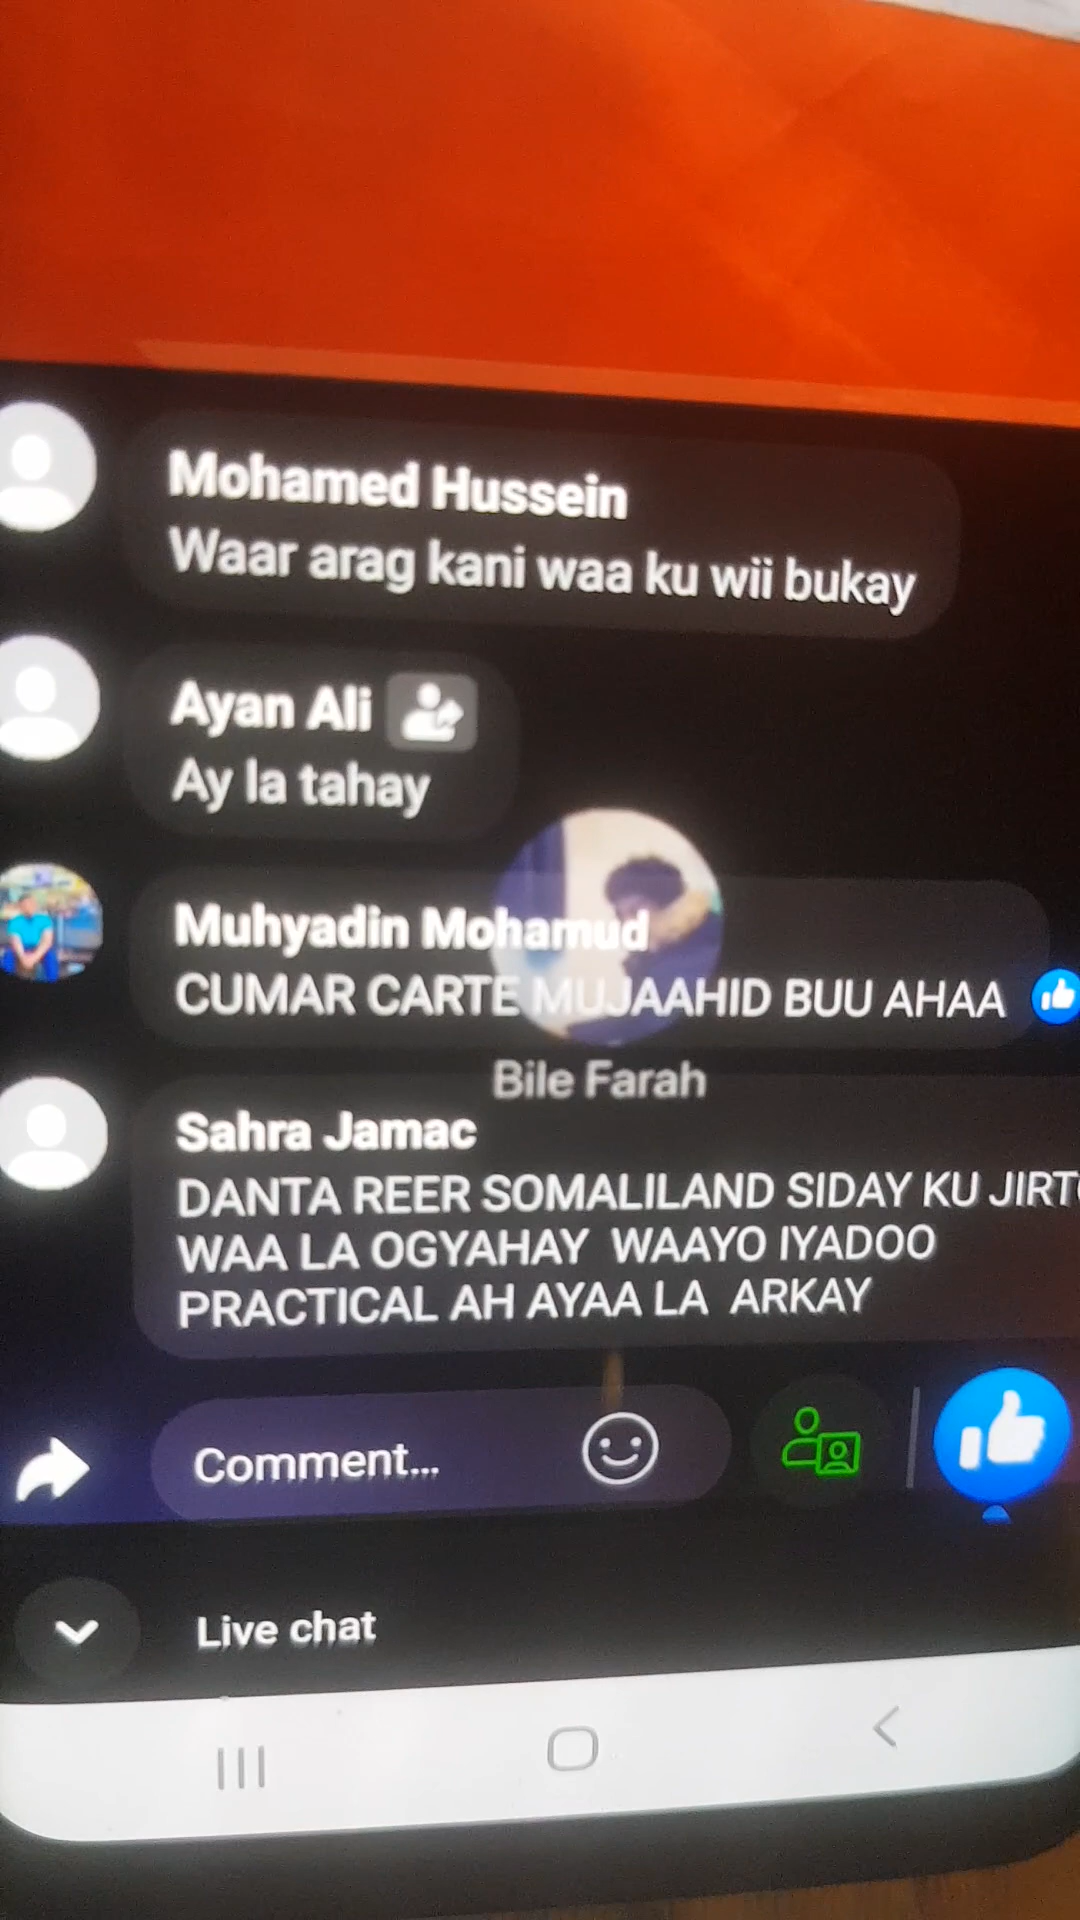 Mohamed Hussein
Waar arag kani waa ku wii bukay
Ayan Ali
Ay la tahay
Muhyadin Mohamud
CUMAR CARTE MUJAAHID BUU AHAA
Bile Farah
Sahra Jamac
DANTA REER SOMALILAND SIDAY KU
WAA LA OGYAHAY WAAYO IYADOO
PRACTICAL AH AYAA LA ARKAY
Comment...
Live chat